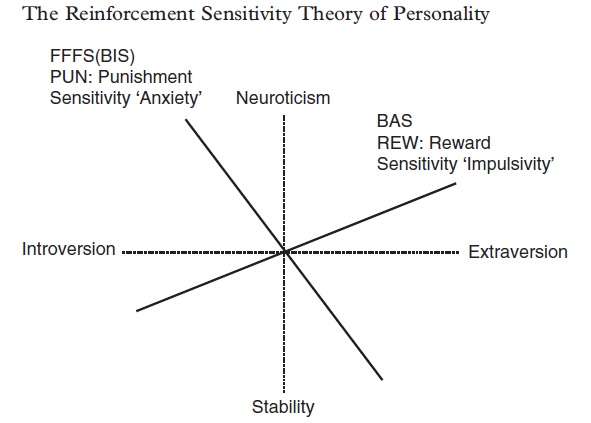 The Reinforcement Sensitivity Theory of Personality
FFFS(BIS)
PUN: Punishment
Sensitivity ‘Anxiety’
Neuroticism
BAS
REW: Reward
Sensitivity ‘Impulsivity’
Introversion
Extraversion
Stability